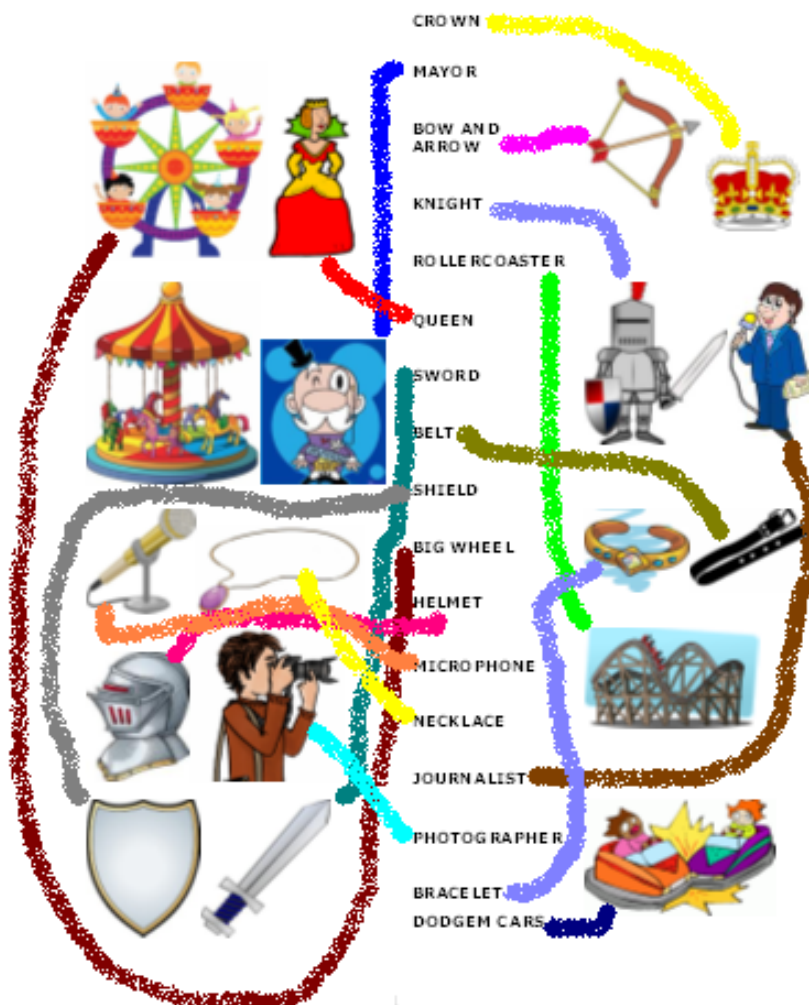 CROWN
MAYOR
BOW AND
ARROW
KNIGHT
ROLLERCOASTER
QUEEN
SWORD
BELT
SHIELD
BIG WHEEL
HELMET
MICROPHONE
NECKLACE
JOURNALIST
PHOTOGRAPHER
BRACELET
DODGEM CARS